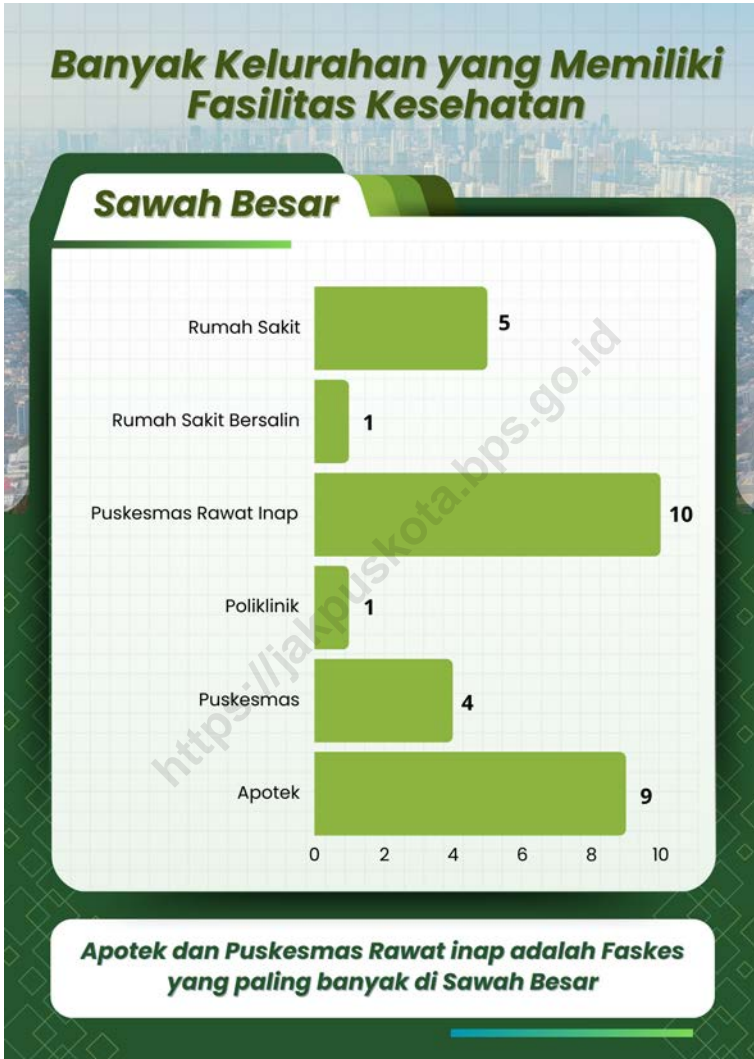 Banyak Kelurahan yang Memiliki
Fasilitas Kesehatan
Sawah Besar
Rumah Sakit
5
Rumah Sakit Bersalin
1
Puskesmas Rawat Inap
10
Poliklinik
1
Puskesmas
4
Apotek
9
0 2 4 6 8 10
https://jakpuskota.bps.go.id
Apotek dan Puskesmas Rawat inap adalah Faskes
yang paling banyak di Sawah Besar